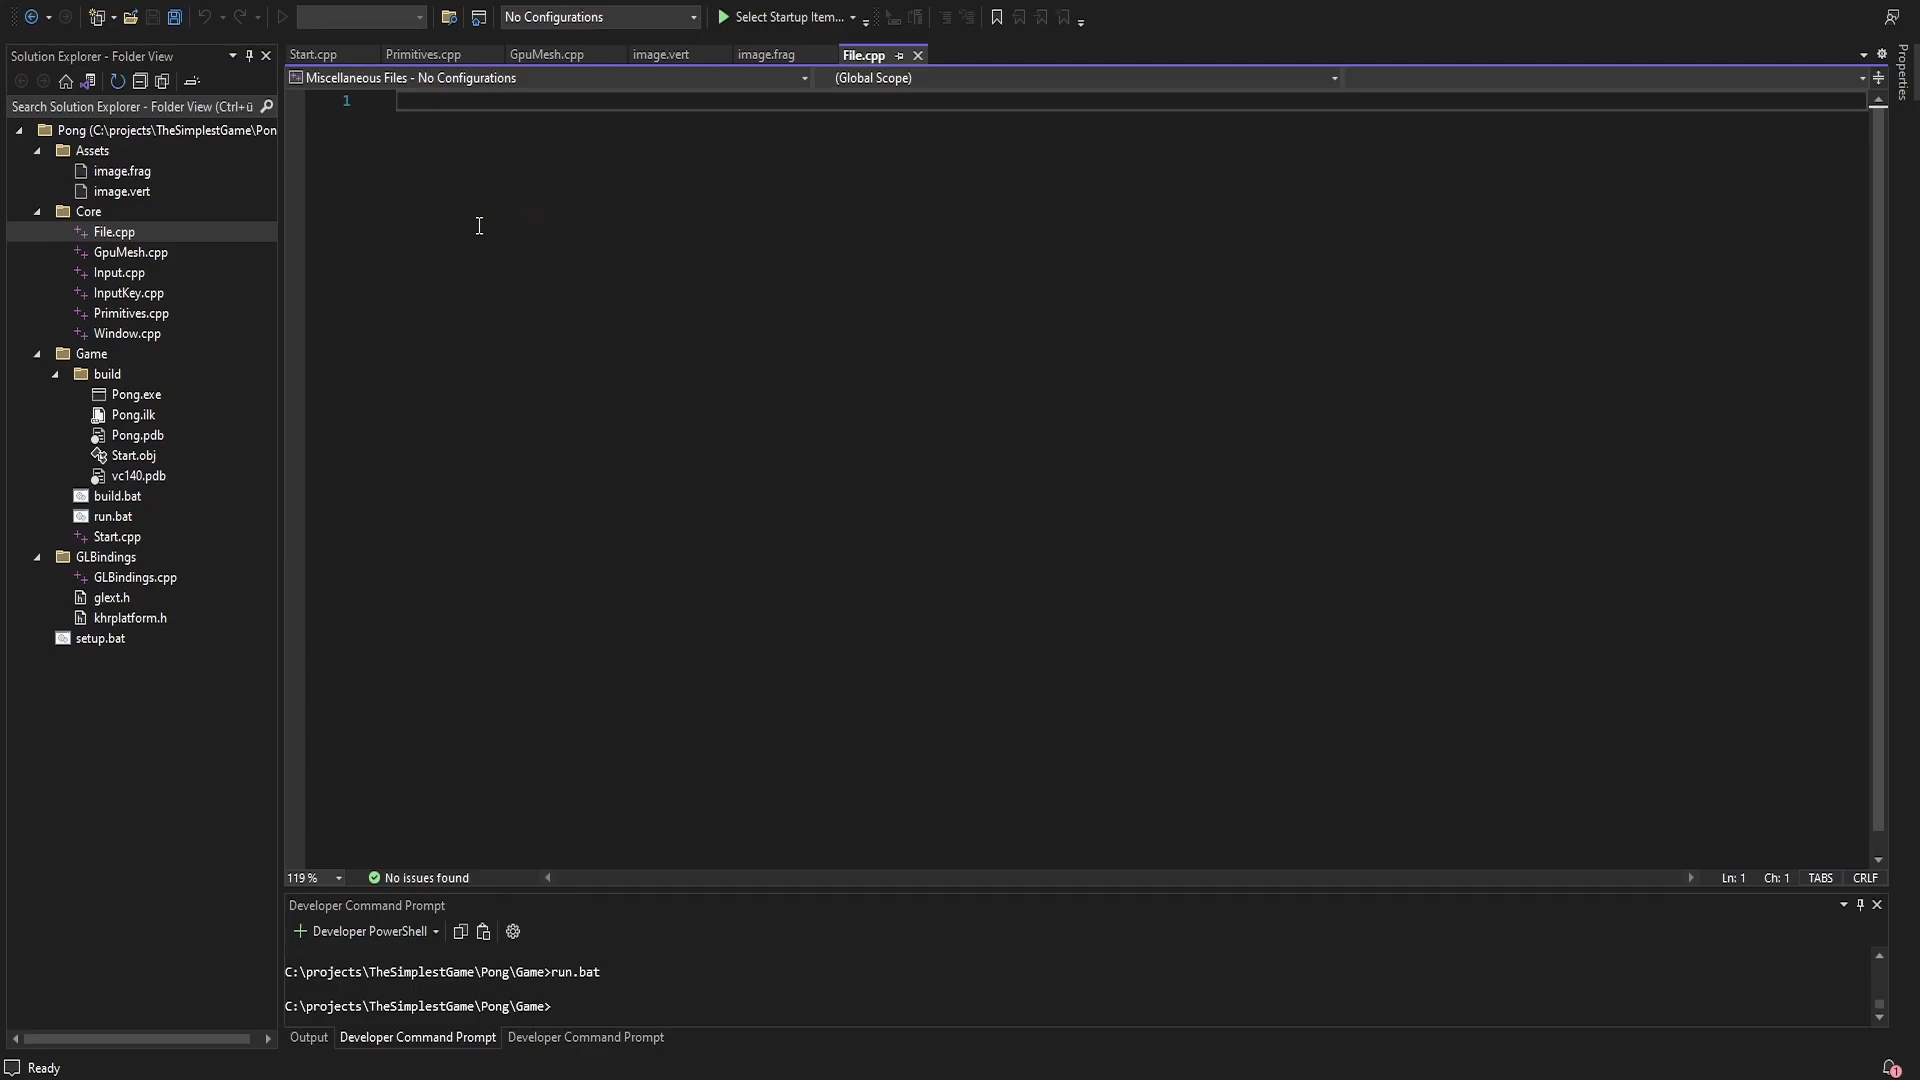 No Configurations
Select Startup Item...
Solution Explorer - Folder View
Search Solution Explorer - Folder View (Ctrl+ü
Pong (C:\projects\TheSimplestGame\Pon
Assets
image.frag
image.vert
Core
File.cpp
GpuMesh.cpp
Input.cpp
InputKey.cpp
Primitives.cpp
Window.cpp
Game
build
Pong.exe
Pong.ilk
Pong.pdb
Start.obj
vc140.pdb
build.bat
run.bat
Start.cpp
GLBindings
GLBindings.cpp
glext.h
khrplatform.h
setup.bat
Start.cpp
Primitives.cpp
GpuMesh.cpp
image.vert
image.frag
File.cpp
Miscellaneous Files - No Configurations
(Global Scope)
1
119 %
No issues found
Ln: 1
Ch: 1
TABS
CRLF
Properties
Developer Command Prompt
Developer PowerShell
C:\projects\TheSimplestGame\Pong\Game>run.bat
C:\projects\TheSimplestGame\Pong\Game>
Output
Developer Command Prompt
Developer Command Prompt
Ready
1